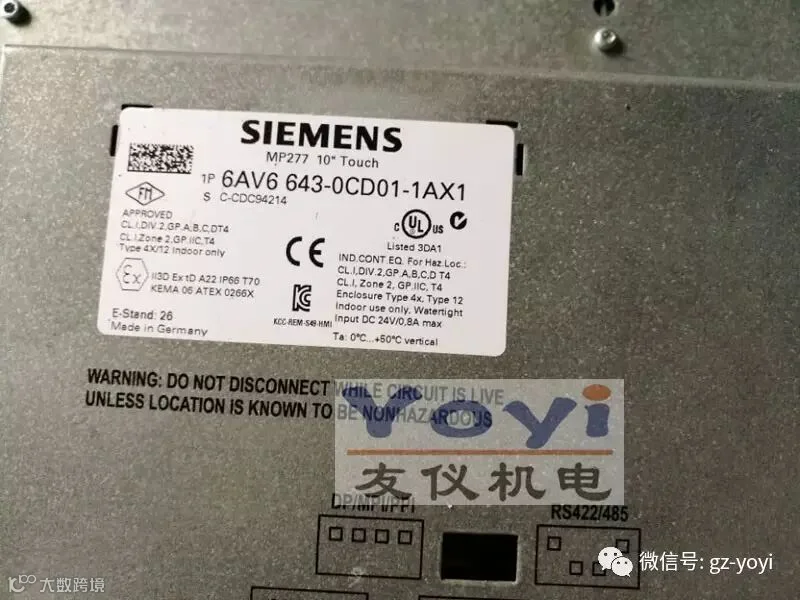 SIEMENS
MP277 10" Touch
1P 6AV6 643-0CD01-1AX1
S C-CDC94214
FM
APPROVED
CL.I,DIV.2,GP.A,B,C,DT4
CL.I,Zone 2,GP.IIC,T4
Type 4X/12 Indoor only
Ex
II3D Ex tD A22 IP66 T70
KEMA 06 ATEX 0266X
E-Stand: 26
Made in Germany
CE
KCC-REM-S49-HMI
C UL US
Listed 3DA1
IND.CONT.EQ. For Haz.Loc.:
CL.I,DIV.2,GP.A,B,C,D T4
CL.I, Zone 2, GP.IIC, T4
Enclosure Type 4x, Type 12
Indoor use only. Watertight
Input DC 24V/0,8A max
Ta: 0°C...+50°C vertical
WARNING: DO NOT DISCONNECT WHILE CIRCUIT IS LIVE
UNLESS LOCATION IS KNOWN TO BE NONHAZARDOUS
Yoyi
友仪机电
DP/MPI/PPI
RS422/485
微信号: gz-yoyi
大数跨境